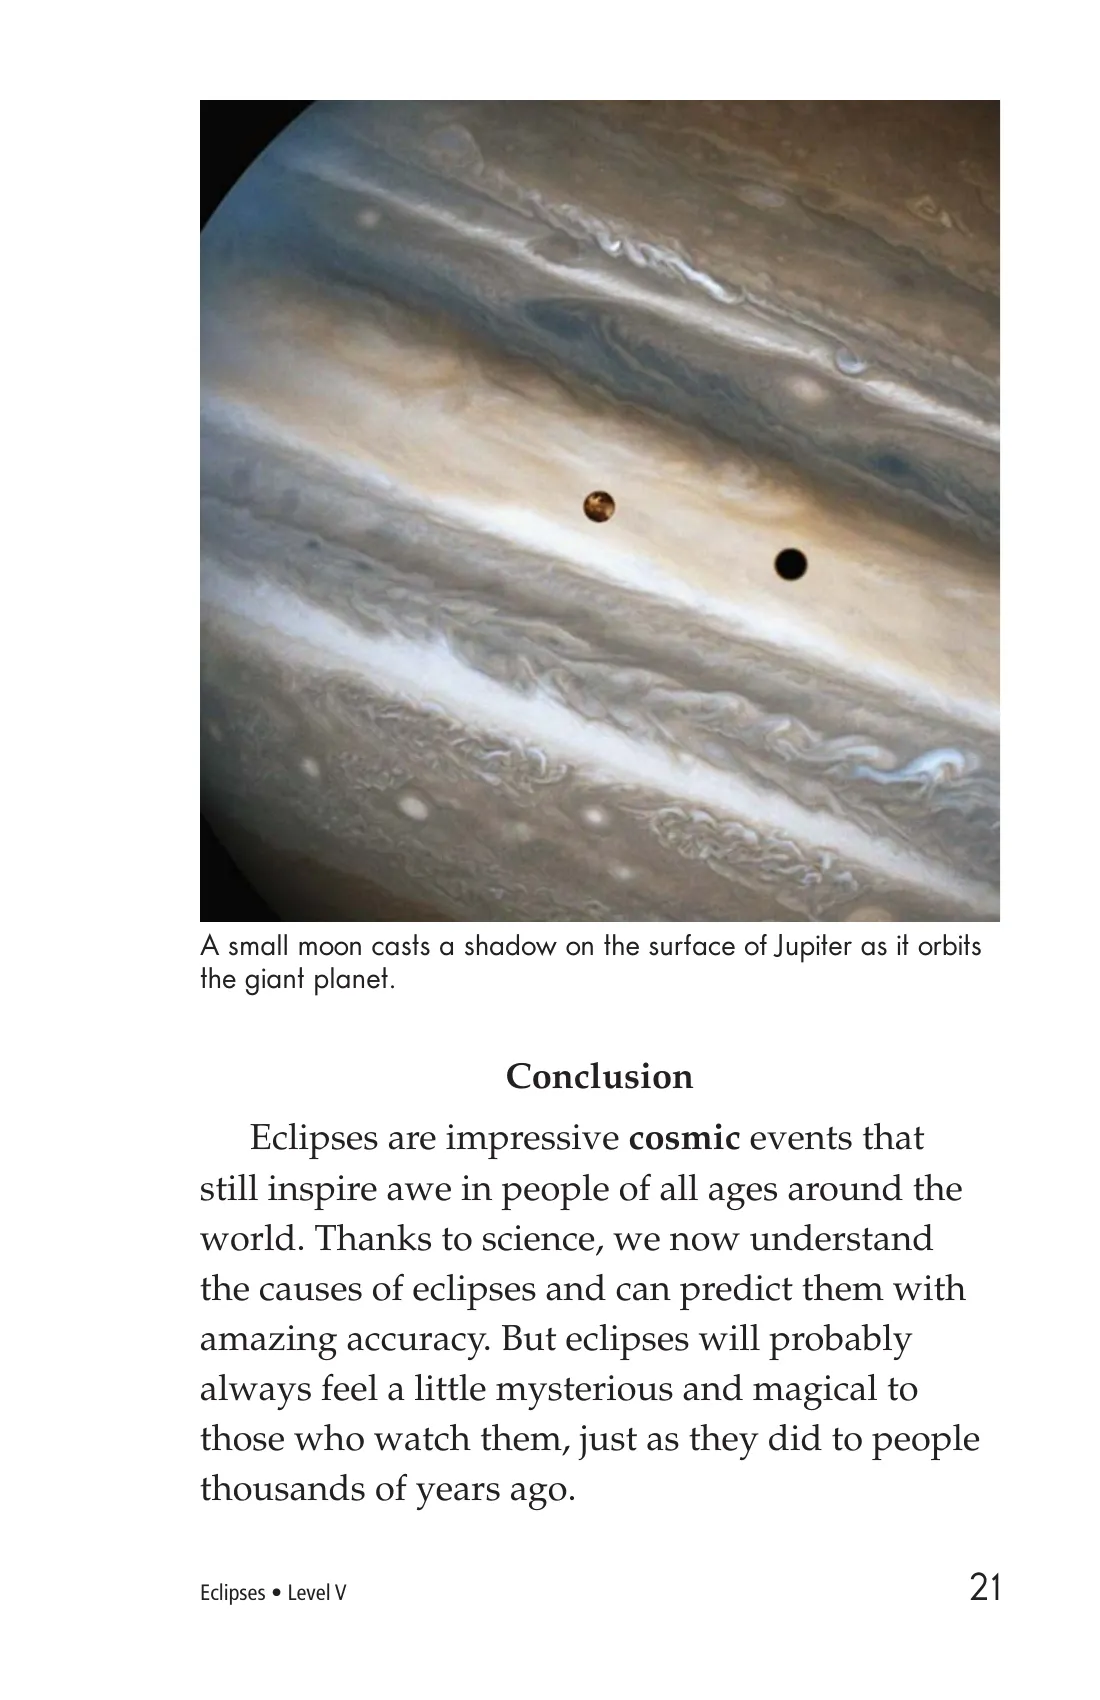 A small moon casts a shadow on the surface of Jupiter as it orbits
the giant planet.
Conclusion
Eclipses are impressive cosmic events that
still inspire awe in people of all ages around the
world. Thanks to science, we now understand
the causes of eclipses and can predict them with
amazing accuracy. But eclipses will probably
always feel a little mysterious and magical to
those who watch them, just as they did to people
thousands of years ago.
Eclipses • Level V
21